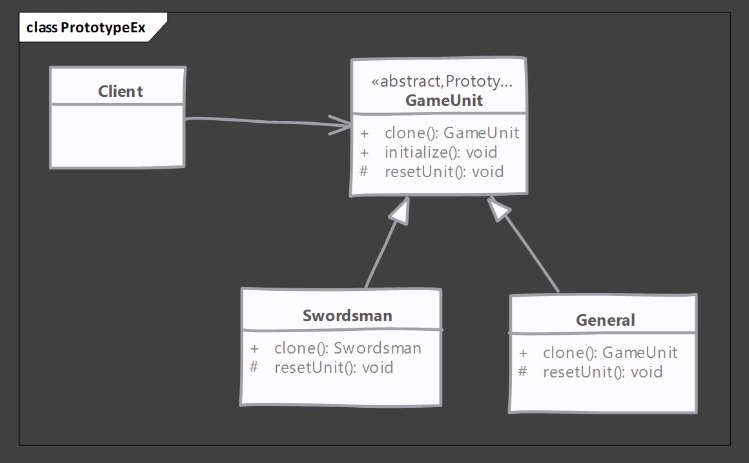 class PrototypeEx
Client
«abstract,Prototy...
GameUnit
+ clone(): GameUnit
+ initialize(): void
# resetUnit(): void
Swordsman
+ clone(): Swordsman
# resetUnit(): void
General
+ clone(): GameUnit
# resetUnit(): void